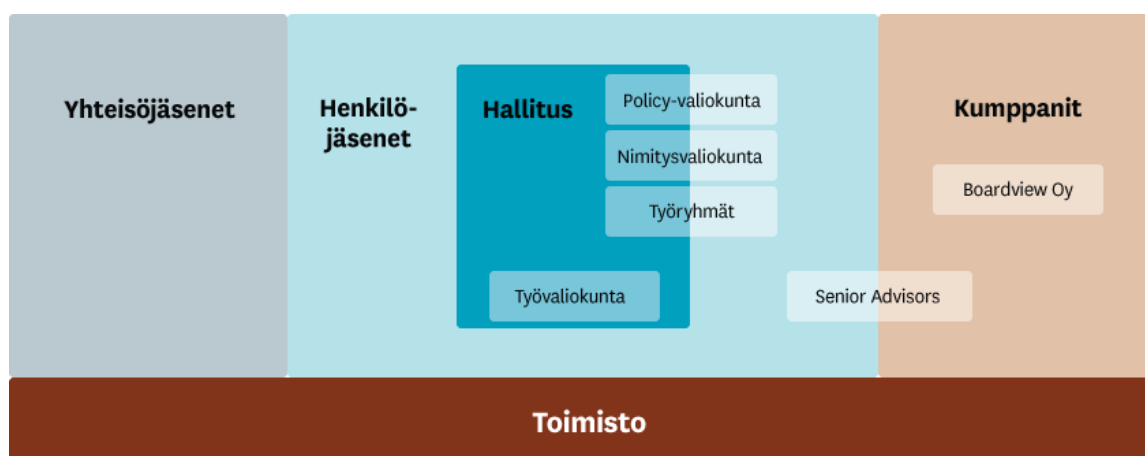 Yhteisöjäsenet
Henkilö-
jäsenet
Hallitus
Policy-valiokunta
Nimitysvaliokunta
Työryhmät
Työvaliokunta
Senior Advisors
Kumppanit
Boardview Oy
Toimisto